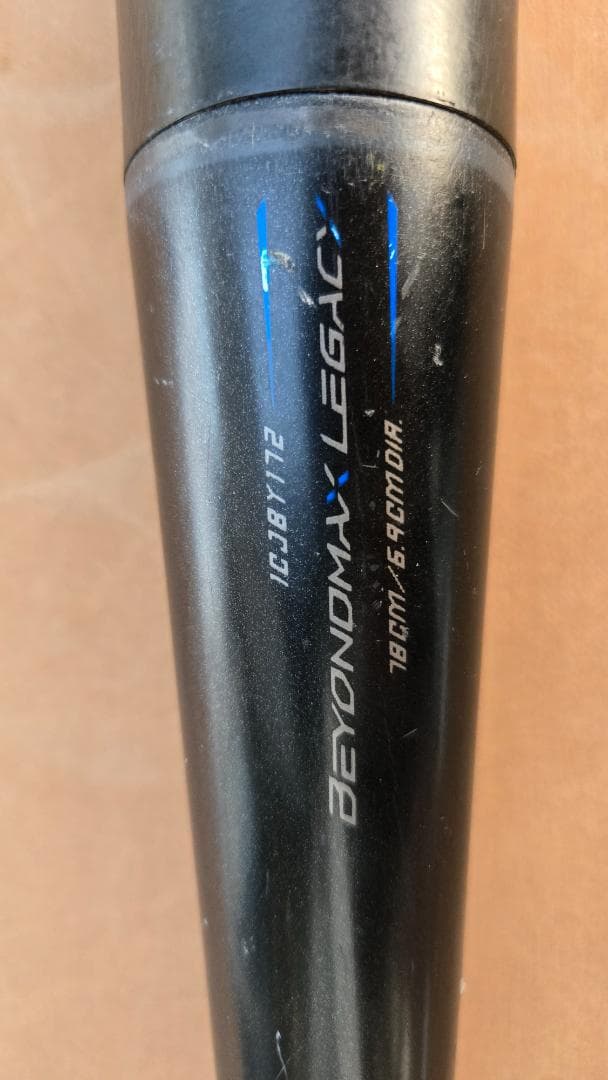 1CJBY172
BEYONDMAX LEGACY
78CM/6.9CM DIA.